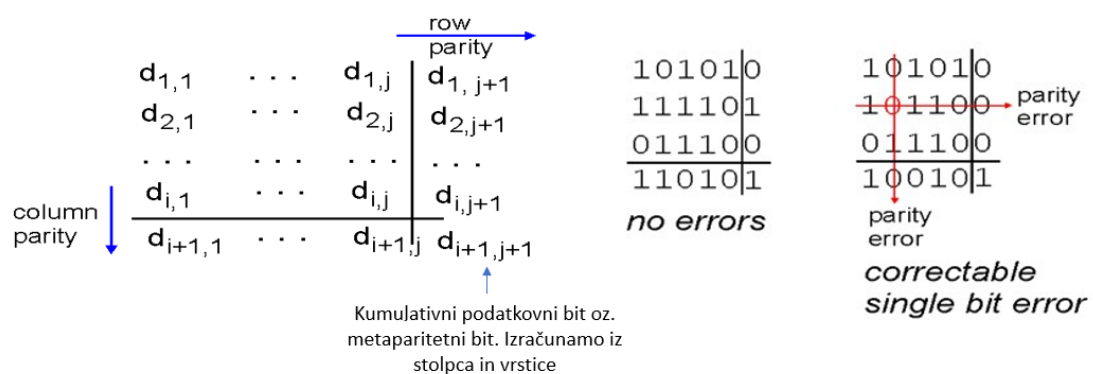 row
parity
d1,1 . . . d1,j d1, j+1
d2,1 . . . d2,j d2,j+1
. . . . . . . . . . . .
di,1 . . . di,j di,j+1
di+1,1 . . . di+1,j di+1,j+1
column
parity
Kumulativni podatkovni bit oz.
metaparitetni bit. Izračunamo iz
stolpca in vrstice
101010
111101
011100
110101
no errors
101010
101100
011100
100101
parity
error
parity
error
correctable
single bit error